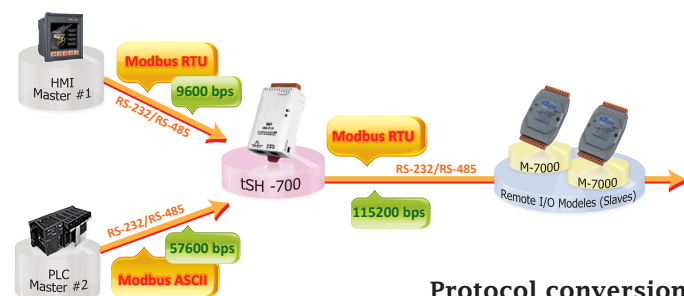 Modbus RTU
9600 bps
HMI
Master #1
RS-232/RS-485
Modbus RTU
RS-232/RS-485
tSH -700
115200 bps
M-7000
M-7000
Remote I/O Modeles (Slaves)
RS-232/RS-485
57600 bps
PLC
Master #2
Modbus ASCII
Protocol conversion